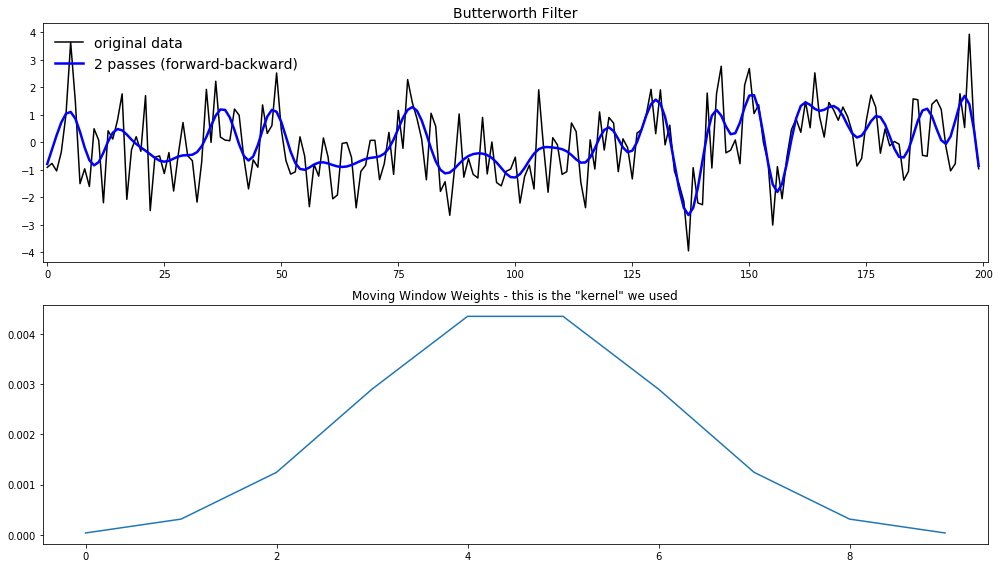 Butterworth Filter
original data
2 passes (forward-backward)
4
3
2
1
0
−1
−2
−3
−4
0 25 50 75 100 125 150 175 200
Moving Window Weights - this is the "kernel" we used
0.004
0.003
0.002
0.001
0.000
0 2 4 6 8